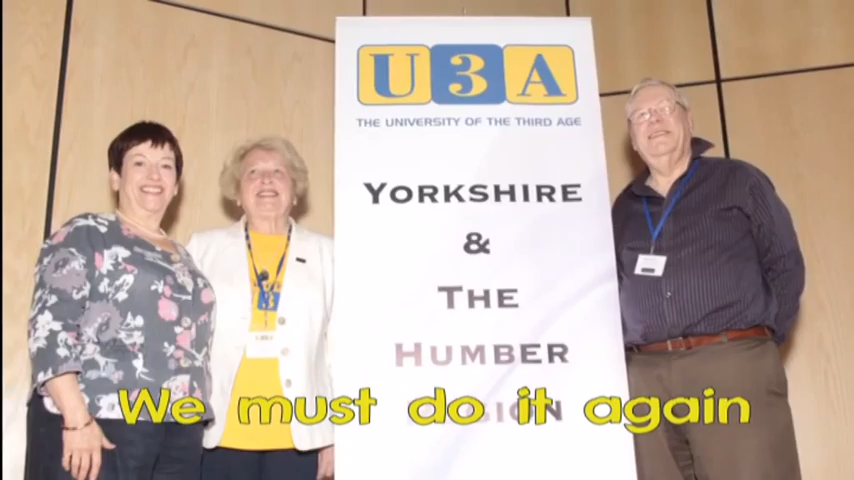 U3A
THE UNIVERSITY OF THE THIRD AGE
YORKSHIRE
&
THE
HUMBER
We must do it again